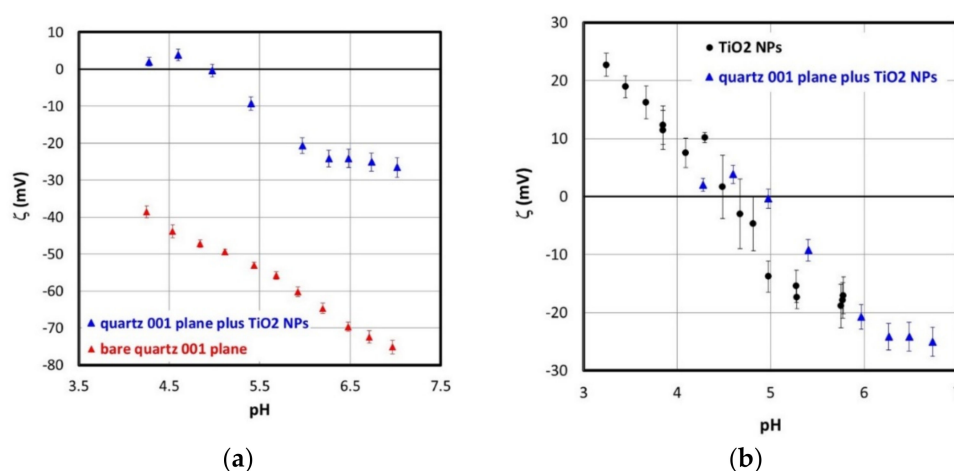 (a)
10
0
-10
-20
-30
-40
-50
-60
-70
-80
ζ (mV)
quartz 001 plane plus TiO2 NPs
bare quartz 001 plane
3.5 4.5 5.5 6.5 7.5
pH
(b)
30
20
10
0
-10
-20
-30
ζ (mV)
TiO2 NPs
quartz 001 plane plus TiO2 NPs
3 4 5 6 7
pH